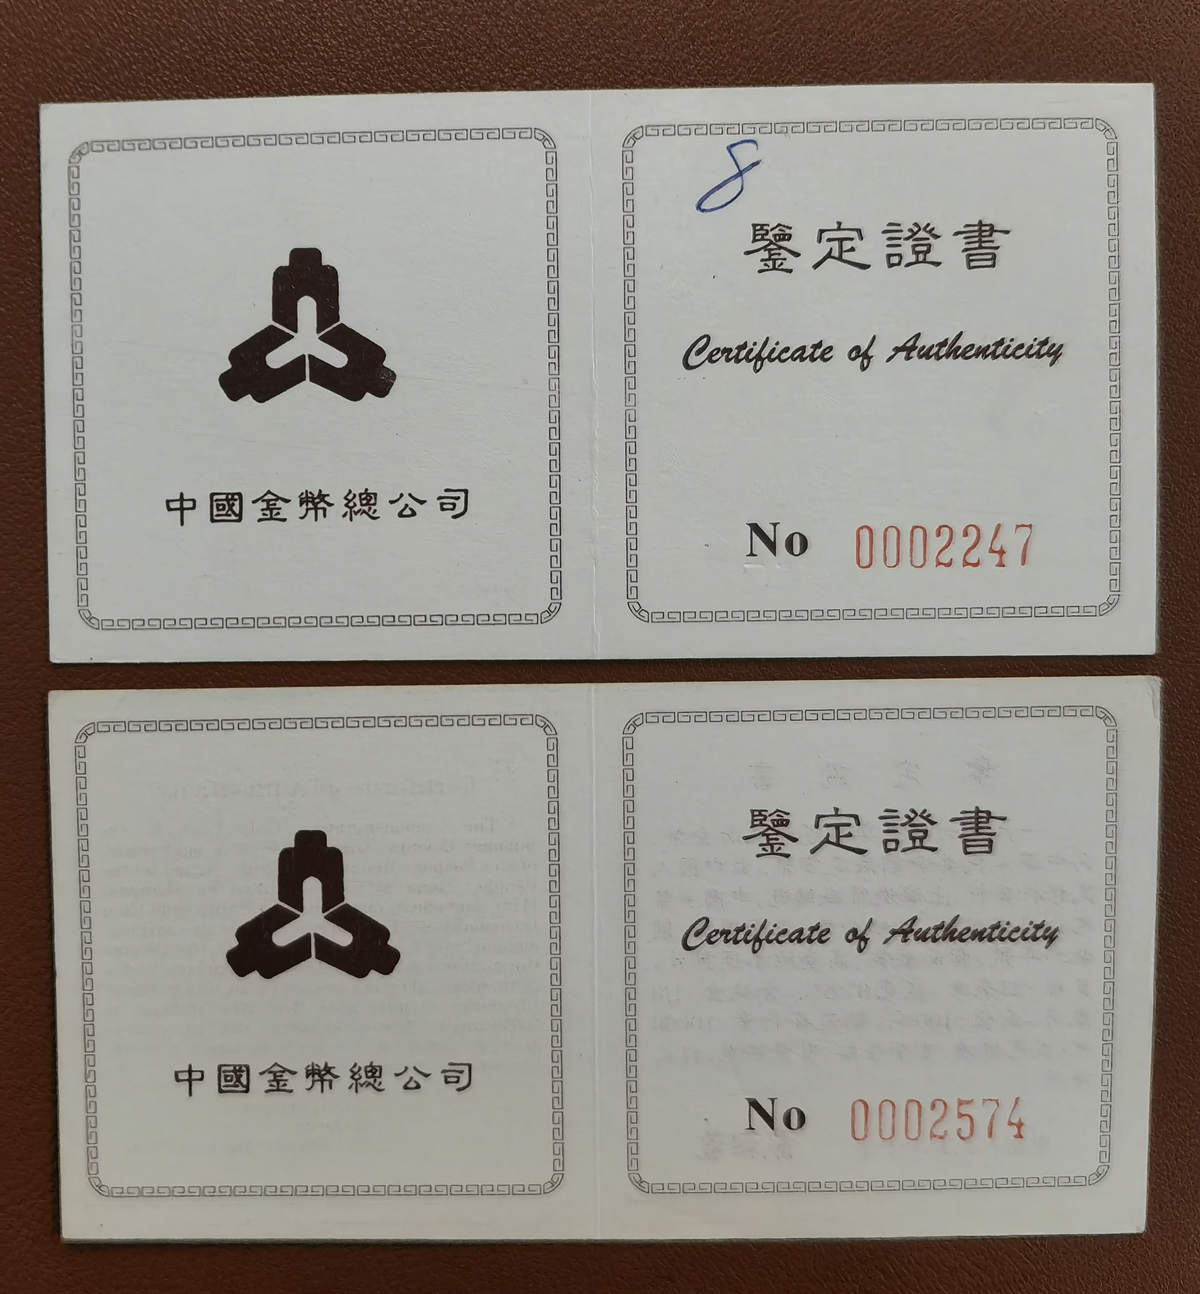 8
鑒定證書
Certificate of Authenticity
中國金幣總公司
No 0002247
鑒定證書
Certificate of Authenticity
中國金幣總公司
No 0002574